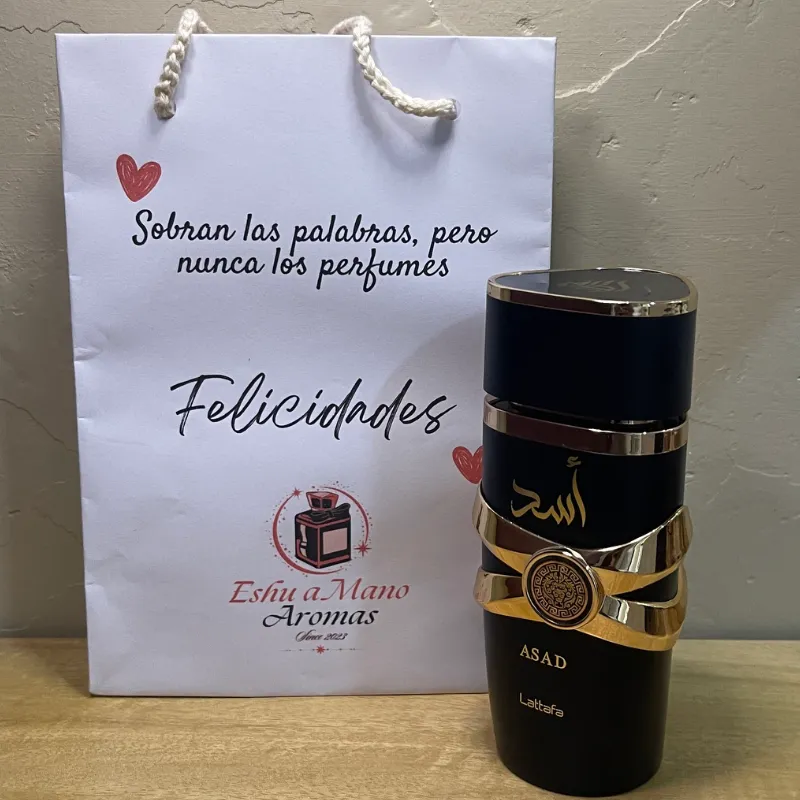 Sobran las palabras, pero
nunca los perfumes
Felicidades
Eshu a Mano
Aromas
Since 2023
أسد
ASAD
Lattafa